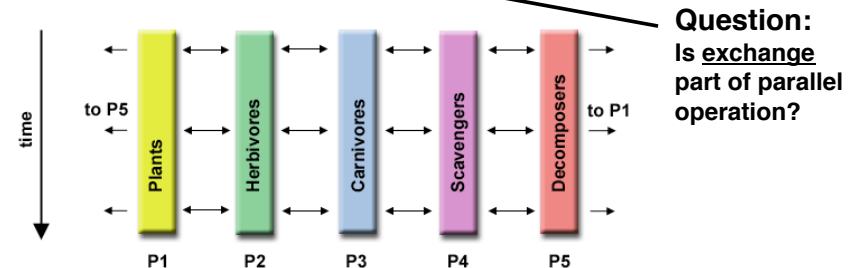 Question:
Is exchange
part of parallel
operation?
time
to P5
to P1
Plants
Herbivores
Carnivores
Scavengers
Decomposers
P1 P2 P3 P4 P5